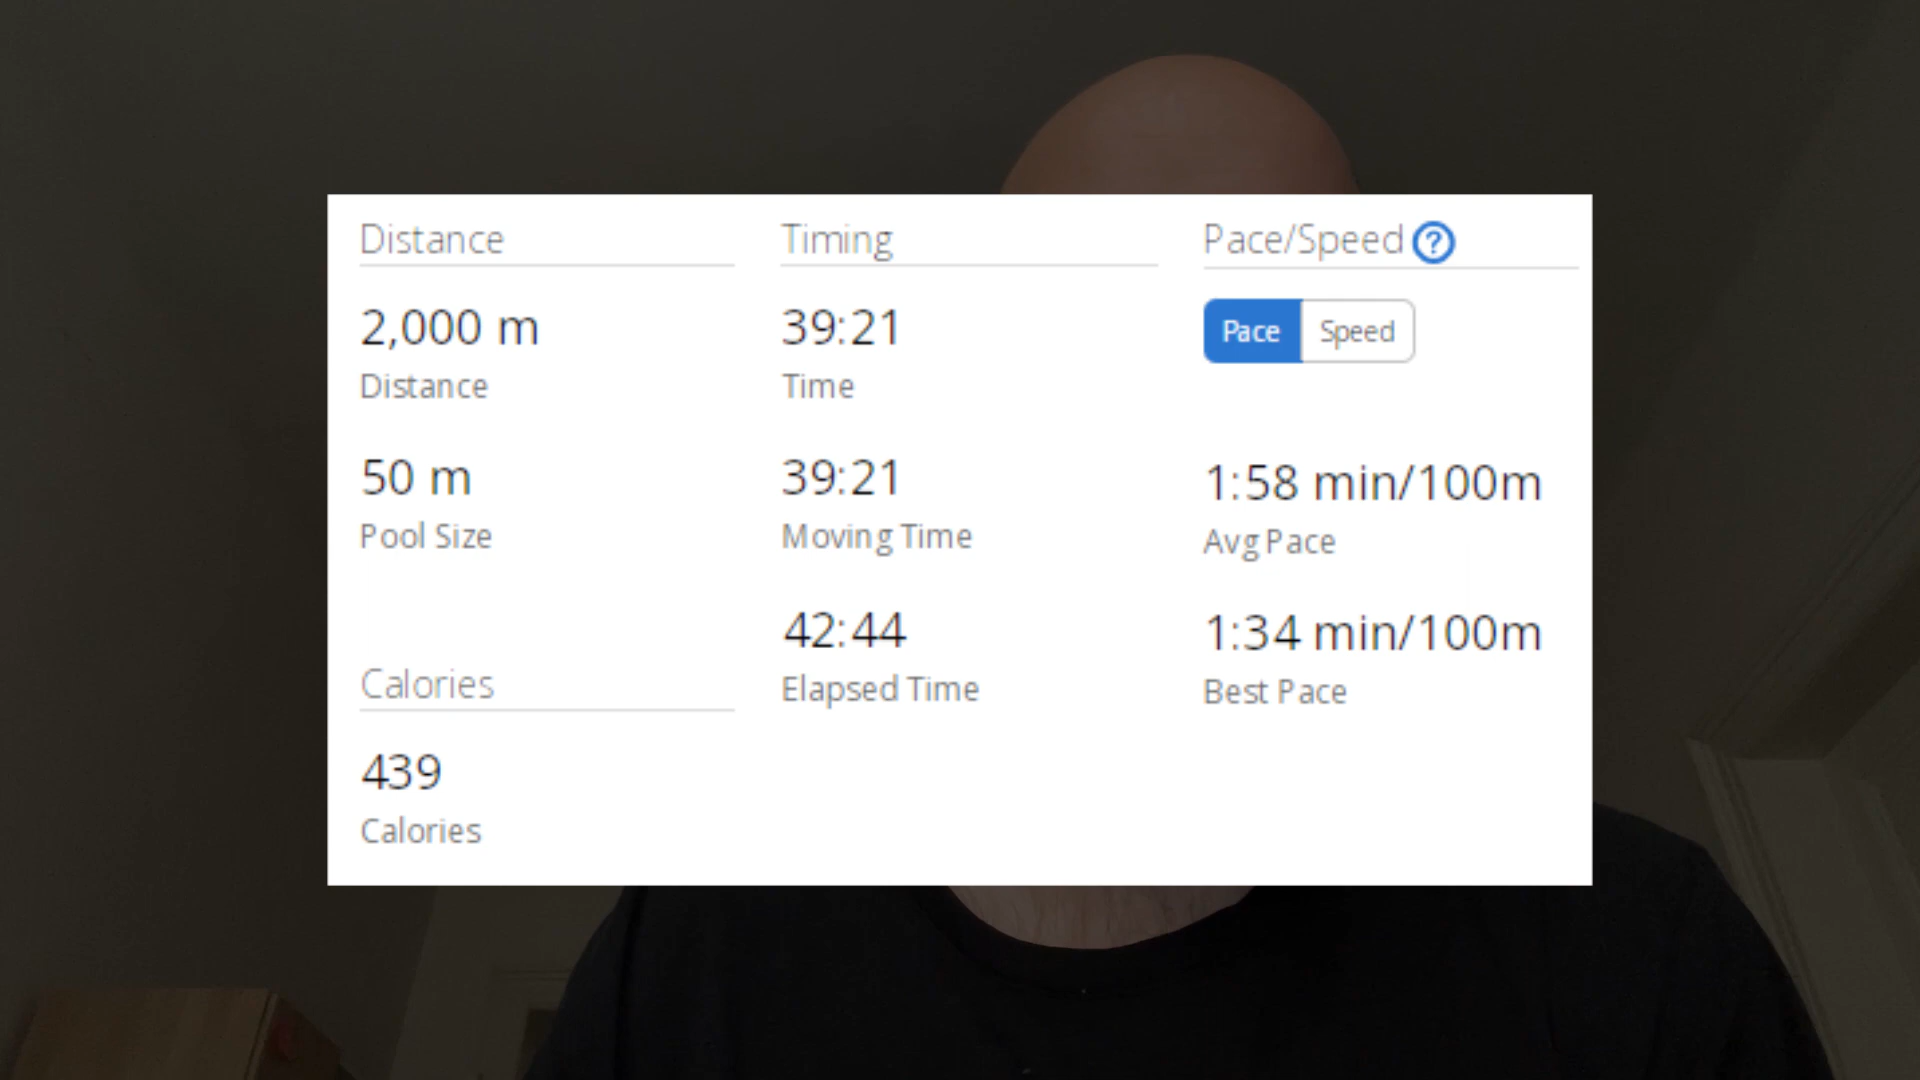 Distance
2,000 m
Distance
50 m
Pool Size
Calories
439
Calories
Timing
39:21
Time
39:21
Moving Time
42:44
Elapsed Time
Pace/Speed ?
Pace Speed
1:58 min/100m
Avg Pace
1:34 min/100m
Best Pace